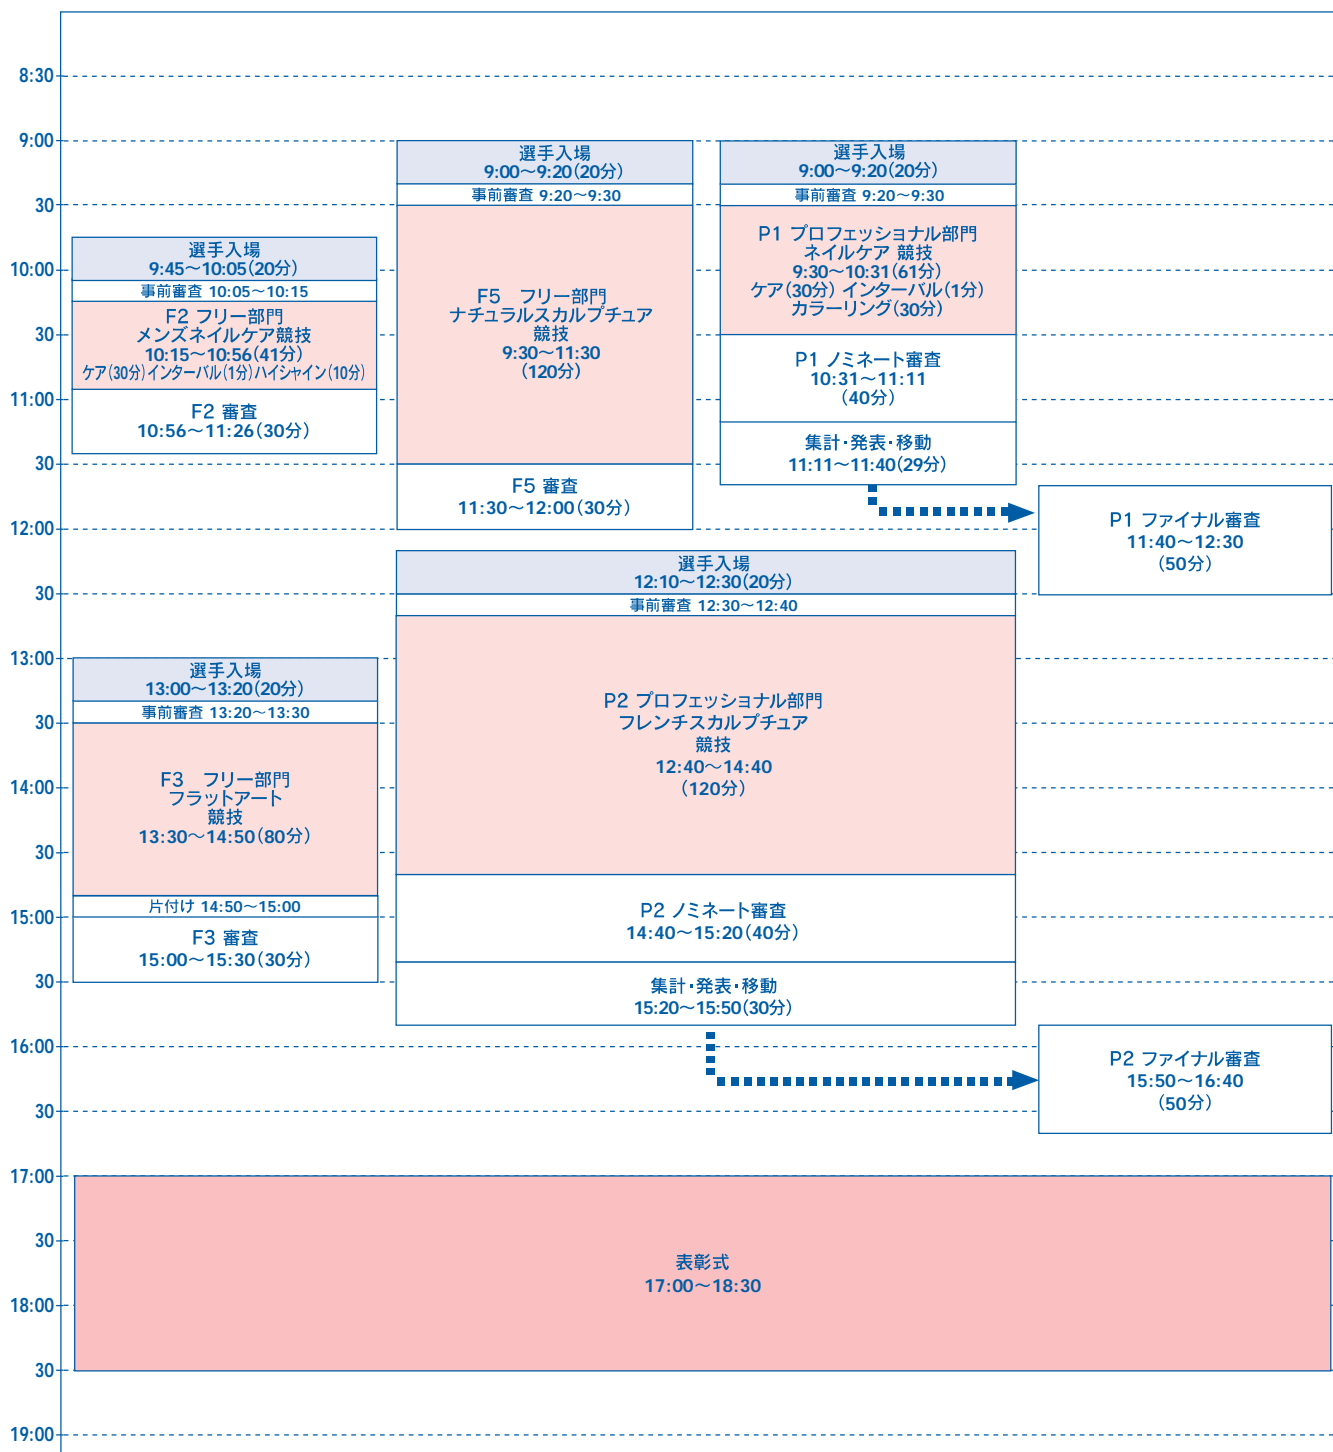 8:30
9:00
30
10:00
30
11:00
30
12:00
30
13:00
30
14:00
30
15:00
30
16:00
30
17:00
30
18:00
30
19:00
選手入場
9:45～10:05(20分)
事前審査 10:05～10:15
F2 フリー部門
メンズネイルケア競技
10:15～10:56(41分)
ケア(30分)インターバル(1分)ハイシャイン(10分)
F2 審査
10:56～11:26(30分)
選手入場
9:00～9:20(20分)
事前審査 9:20～9:30
F5　フリー部門
ナチュラルスカルプチュア
競技
9:30～11:30
(120分)
F5 審査
11:30～12:00(30分)
選手入場
9:00～9:20(20分)
事前審査 9:20～9:30
P1 プロフェッショナル部門
ネイルケア 競技
9:30～10:31(61分)
ケア(30分) インターバル(1分)
カラーリング(30分)
P1 ノミネート審査
10:31～11:11
(40分)
集計・発表・移動
11:11～11:40(29分)
P1 ファイナル審査
11:40～12:30
(50分)
選手入場
12:10～12:30(20分)
事前審査 12:30～12:40
P2 プロフェッショナル部門
フレンチスカルプチュア
競技
12:40～14:40
(120分)
P2 ノミネート審査
14:40～15:20(40分)
集計・発表・移動
15:20～15:50(30分)
選手入場
13:00～13:20(20分)
事前審査 13:20～13:30
F3　フリー部門
フラットアート
競技
13:30～14:50(80分)
片付け 14:50～15:00
F3 審査
15:00～15:30(30分)
P2 ファイナル審査
15:50～16:40
(50分)
表彰式
17:00～18:30